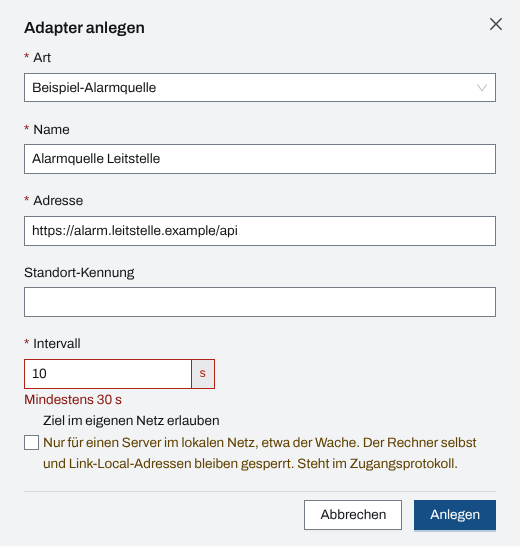 Adapter anlegen
* Art
Beispiel-Alarmquelle
* Name
Alarmquelle Leitstelle
* Adresse
https://alarm.leitstelle.example/api
Standort-Kennung
* Intervall
10 s
Mindestens 30 s
Ziel im eigenen Netz erlauben
Nur für einen Server im lokalen Netz, etwa der Wache. Der Rechner selbst
und Link-Local-Adressen bleiben gesperrt. Steht im Zugangsprotokoll.
Abbrechen Anlegen